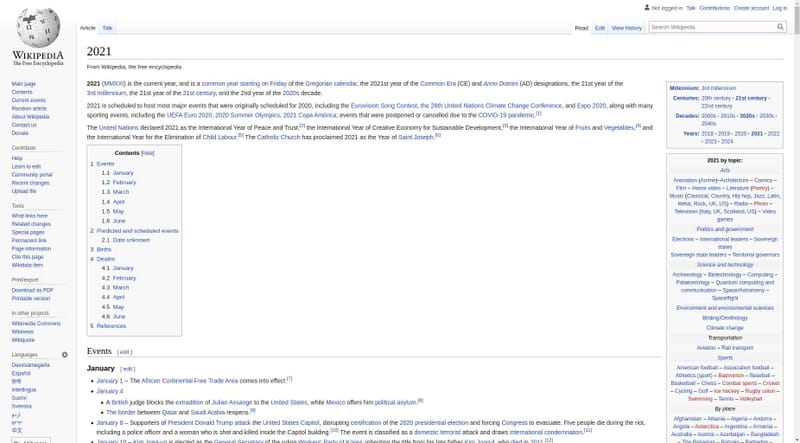 Not logged in Talk Contributions Create account Log in
Article Talk Read Edit View history Search Wikipedia
WIKIPEDIA
The Free Encyclopedia
Main page
Contents
Current events
Random article
About Wikipedia
Contact us
Donate
Contribute
Help
Learn to edit
Community portal
Recent changes
Upload file
Tools
What links here
Related changes
Special pages
Permanent link
Page information
Cite this page
Wikidata item
Print/export
Download as PDF
Printable version
In other projects
Wikimedia Commons
Wikinews
Wikiquote
Languages
Davvisámegiella
Español
हिन्दी
Interlingua
Suomi
Svenska
اردو
中文
2021
From Wikipedia, the free encyclopedia
2021 (MMXXI) is the current year, and is a common year starting on Friday of the Gregorian calendar, the 2021st year of the Common Era (CE) and Anno Domini (AD) designations, the 21st year of the
3rd millennium, the 21st year of the 21st century, and the 2nd year of the 2020s decade.
2021 is scheduled to host most major events that were originally scheduled for 2020, including the Eurovision Song Contest, the 26th United Nations Climate Change Conference, and Expo 2020, along with many
sporting events, including the UEFA Euro 2020, 2020 Summer Olympics, 2021 Copa América; events that were postponed or cancelled due to the COVID-19 pandemic.[1]
The United Nations declared 2021 as the International Year of Peace and Trust,[2] the International Year of Creative Economy for Sustainable Development,[3] the International Year of Fruits and Vegetables,[4] and
the International Year for the Elimination of Child Labour.[5] The Catholic Church has proclaimed 2021 as the Year of Saint Joseph.[6]
Contents [hide]
1 Events
1.1 January
1.2 February
1.3 March
1.4 April
1.5 May
1.6 June
2 Predicted and scheduled events
2.1 Date unknown
3 Births
4 Deaths
4.1 January
4.2 February
4.3 March
4.4 April
4.5 May
4.6 June
5 References
Events [ edit ]
January [ edit ]
• January 1 – The African Continental Free Trade Area comes into effect.[7]
• January 4
• A British judge blocks the extradition of Julian Assange to the United States, while Mexico offers him political asylum.[8]
• The border between Qatar and Saudi Arabia reopens.[9]
• January 6 – Supporters of President Donald Trump attack the United States Capitol, disrupting certification of the 2020 presidential election and forcing Congress to evacuate. Five people die during the riot,
including a police officer and a woman who is shot and killed inside the Capitol building.[10] The event is classified as a domestic terrorist attack and draws international condemnation.[11]
• January 10 – Kim Jong-un is elected as the General Secretary of the ruling Workers' Party of Korea, inheriting the title from his late father Kim Jong-il, who died in 2011.[12]
Millennium: 3rd millennium
Centuries: 20th century – 21st century –
22nd century
Decades: 2000s – 2010s – 2020s – 2030s –
2040s
Years: 2018 – 2019 – 2020 – 2021 – 2022
– 2023 – 2024
2021 by topic:
Arts
Animation (Anime)–Architecture – Comics –
Film – Home video – Literature (Poetry) –
Music (Classical, Country, Hip hop, Jazz, Latin,
Metal, Rock, UK, US) – Radio – Photo –
Television (Italy, UK, Scotland, US) – Video
games
Politics and government
Elections – International leaders – Sovereign
states
Sovereign state leaders – Territorial governors
Science and technology
Archaeology – Biotechnology – Computing –
Palaeontology – Quantum computing and
communication – Space/Astronomy –
Spaceflight
Environment and environmental sciences
Birding/Ornithology
Climate change
Transportation
Aviation – Rail transport
Sports
American football – Association football –
Athletics (sport) – Badminton – Baseball –
Basketball – Chess – Combat sports – Cricket
– Cycling – Golf – Ice hockey – Rugby union –
Swimming – Tennis – Volleyball
By place
Afghanistan – Albania – Algeria – Andorra –
Angola – Antarctica – Argentina – Armenia –
Australia – Austria – Azerbaijan – Bangladesh –